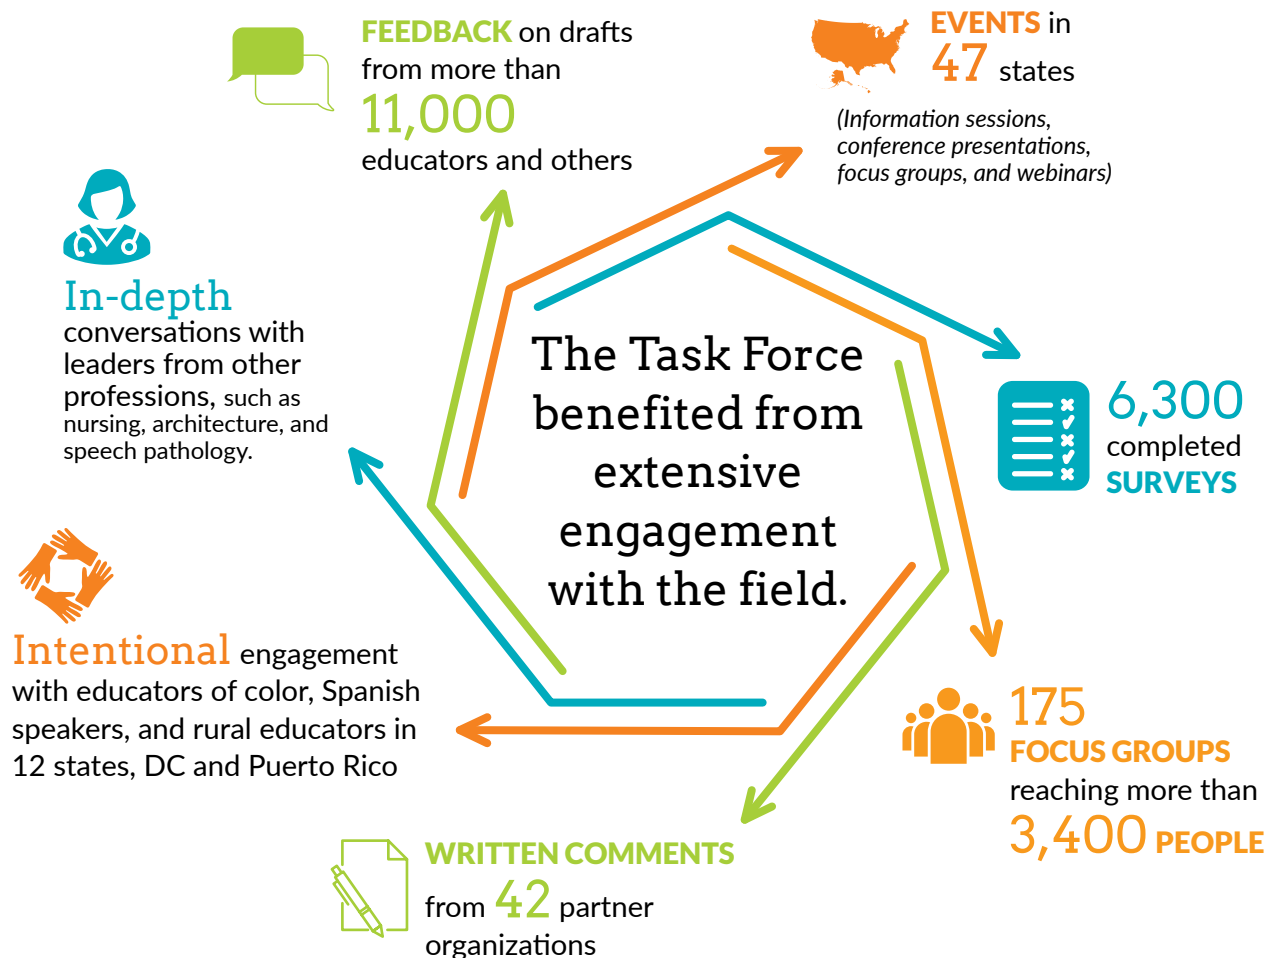 FEEDBACK on drafts
from more than
11,000
educators and others
EVENTS in
47 states
(Information sessions,
conference presentations,
focus groups, and webinars)
In-depth
conversations with
leaders from other
professions, such as
nursing, architecture, and
speech pathology.
The Task Force
benefited from
extensive
engagement
with the field.
6,300
completed
SURVEYS
Intentional engagement
with educators of color, Spanish
speakers, and rural educators in
12 states, DC and Puerto Rico
175
FOCUS GROUPS
reaching more than
3,400 PEOPLE
WRITTEN COMMENTS
from 42 partner
organizations